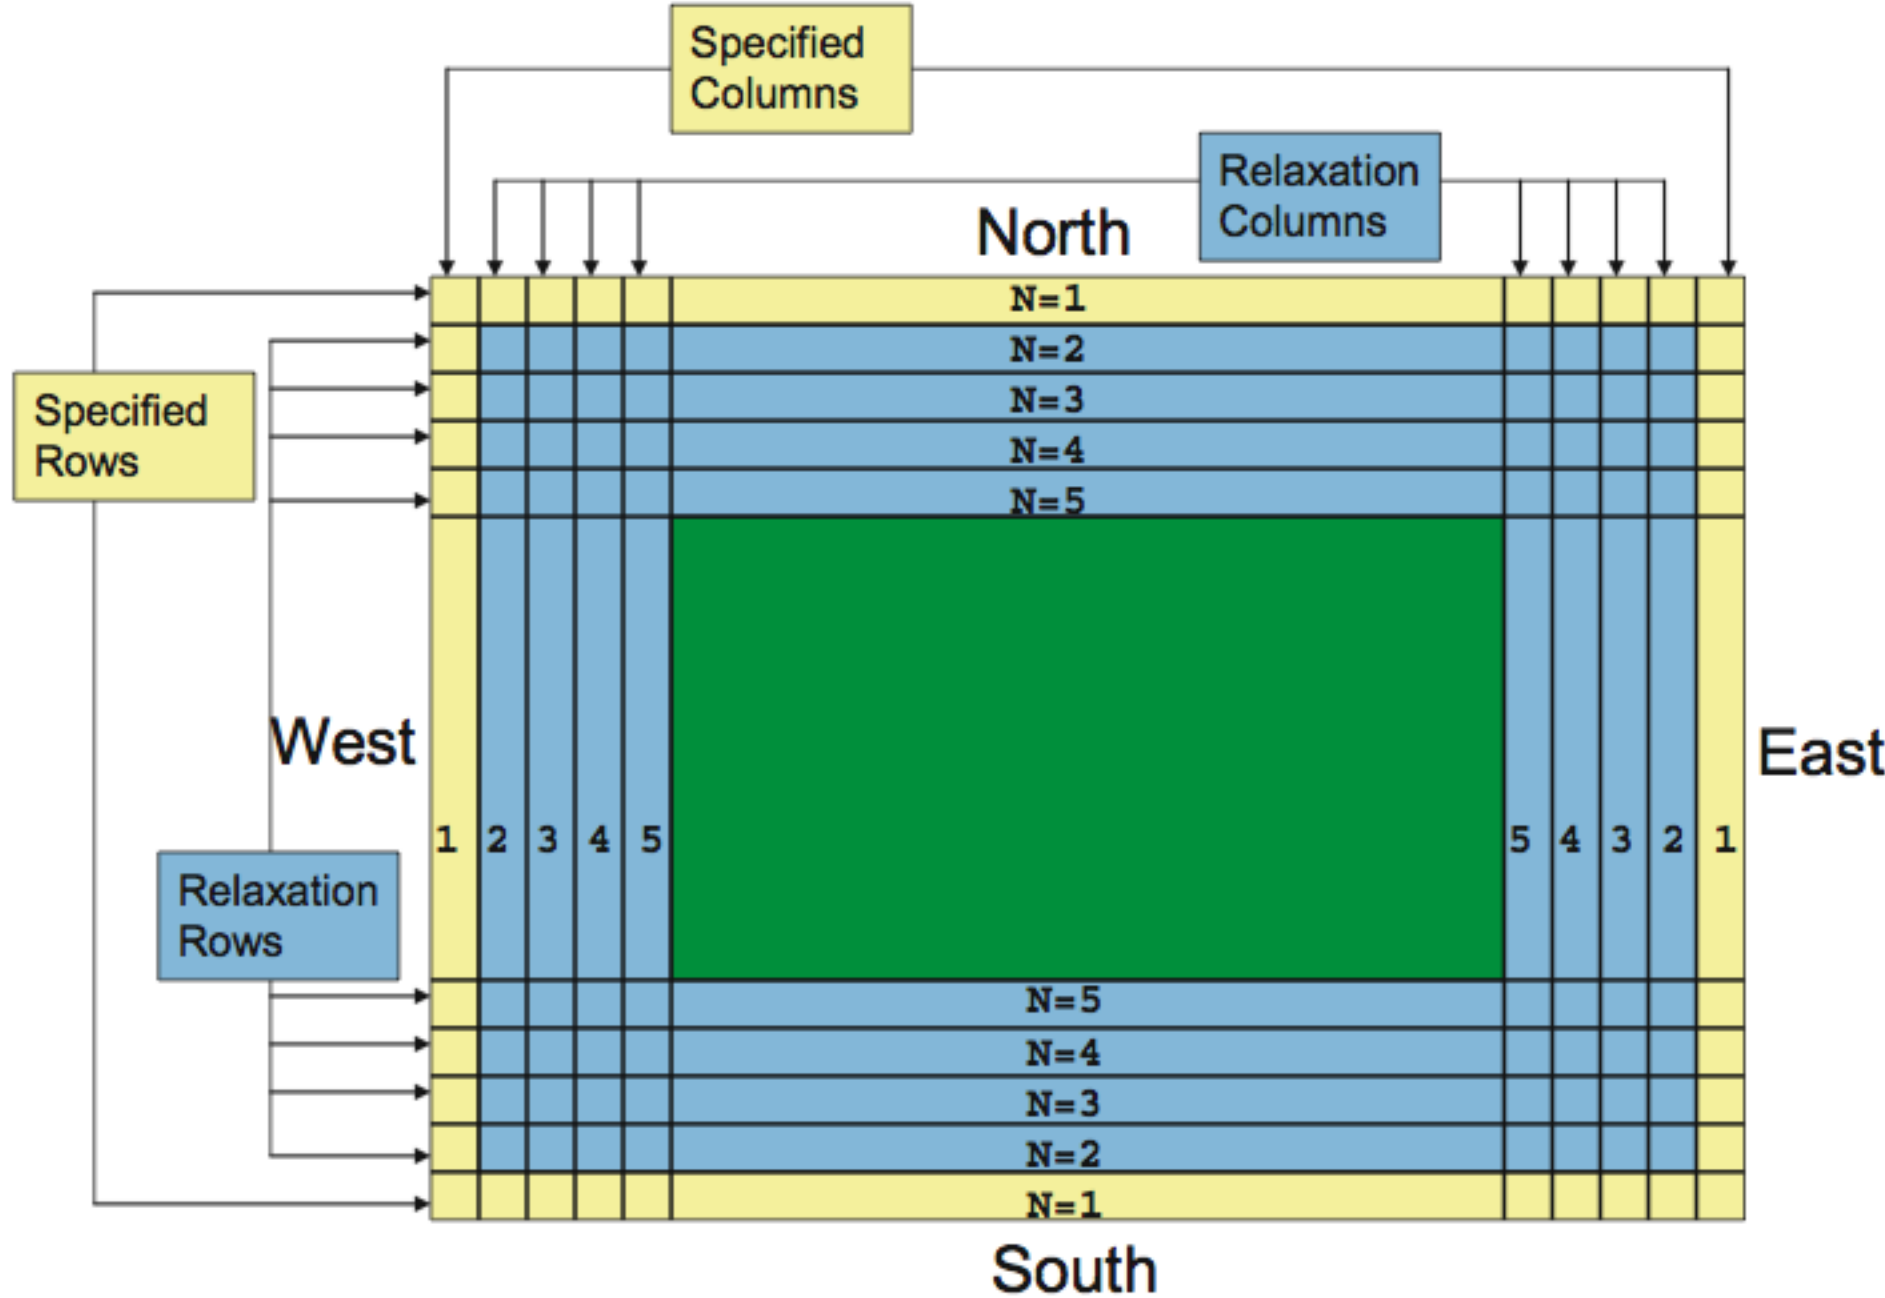 Specified
Columns
Relaxation
Columns
North
N=1
N=2
N=3
N=4
N=5
Specified
Rows
West
East
1 2 3 4 5
5 4 3 2 1
Relaxation
Rows
N=5
N=4
N=3
N=2
N=1
South